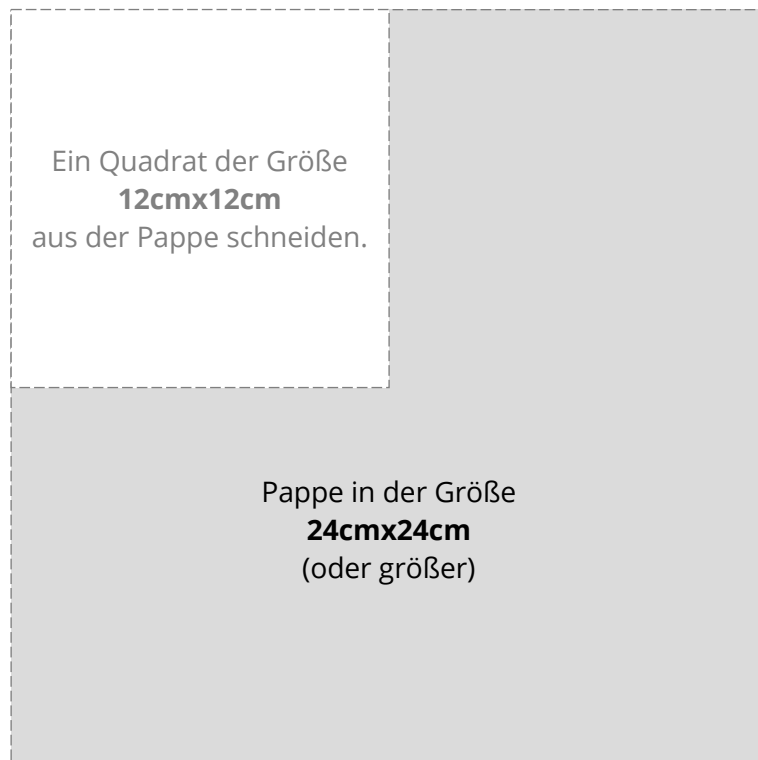 Ein Quadrat der Größe
12cmx12cm
aus der Pappe schneiden.
Pappe in der Größe
24cmx24cm
(oder größer)